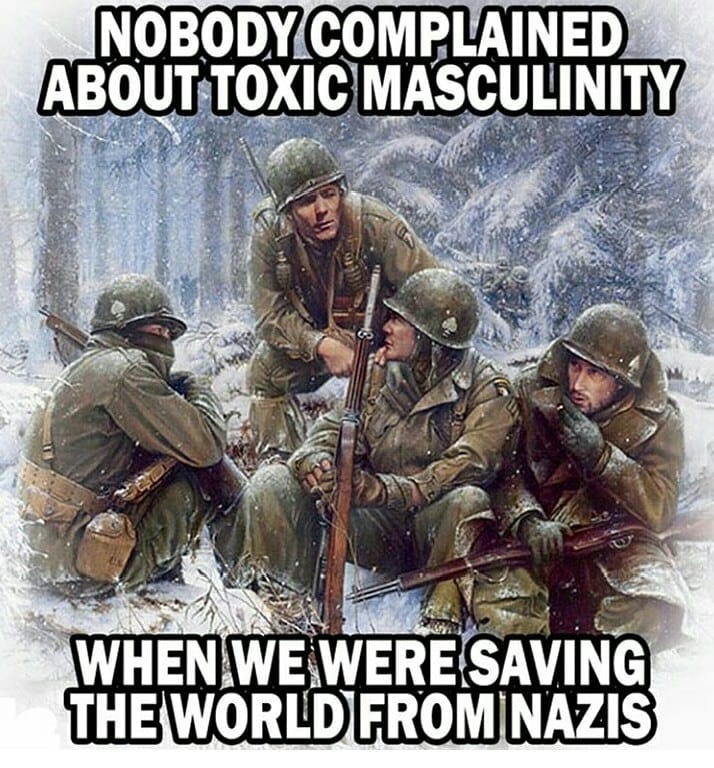 NOBODY COMPLAINED
ABOUT TOXIC MASCULINITY
WHEN WE WERE SAVING
THE WORLD FROM NAZIS